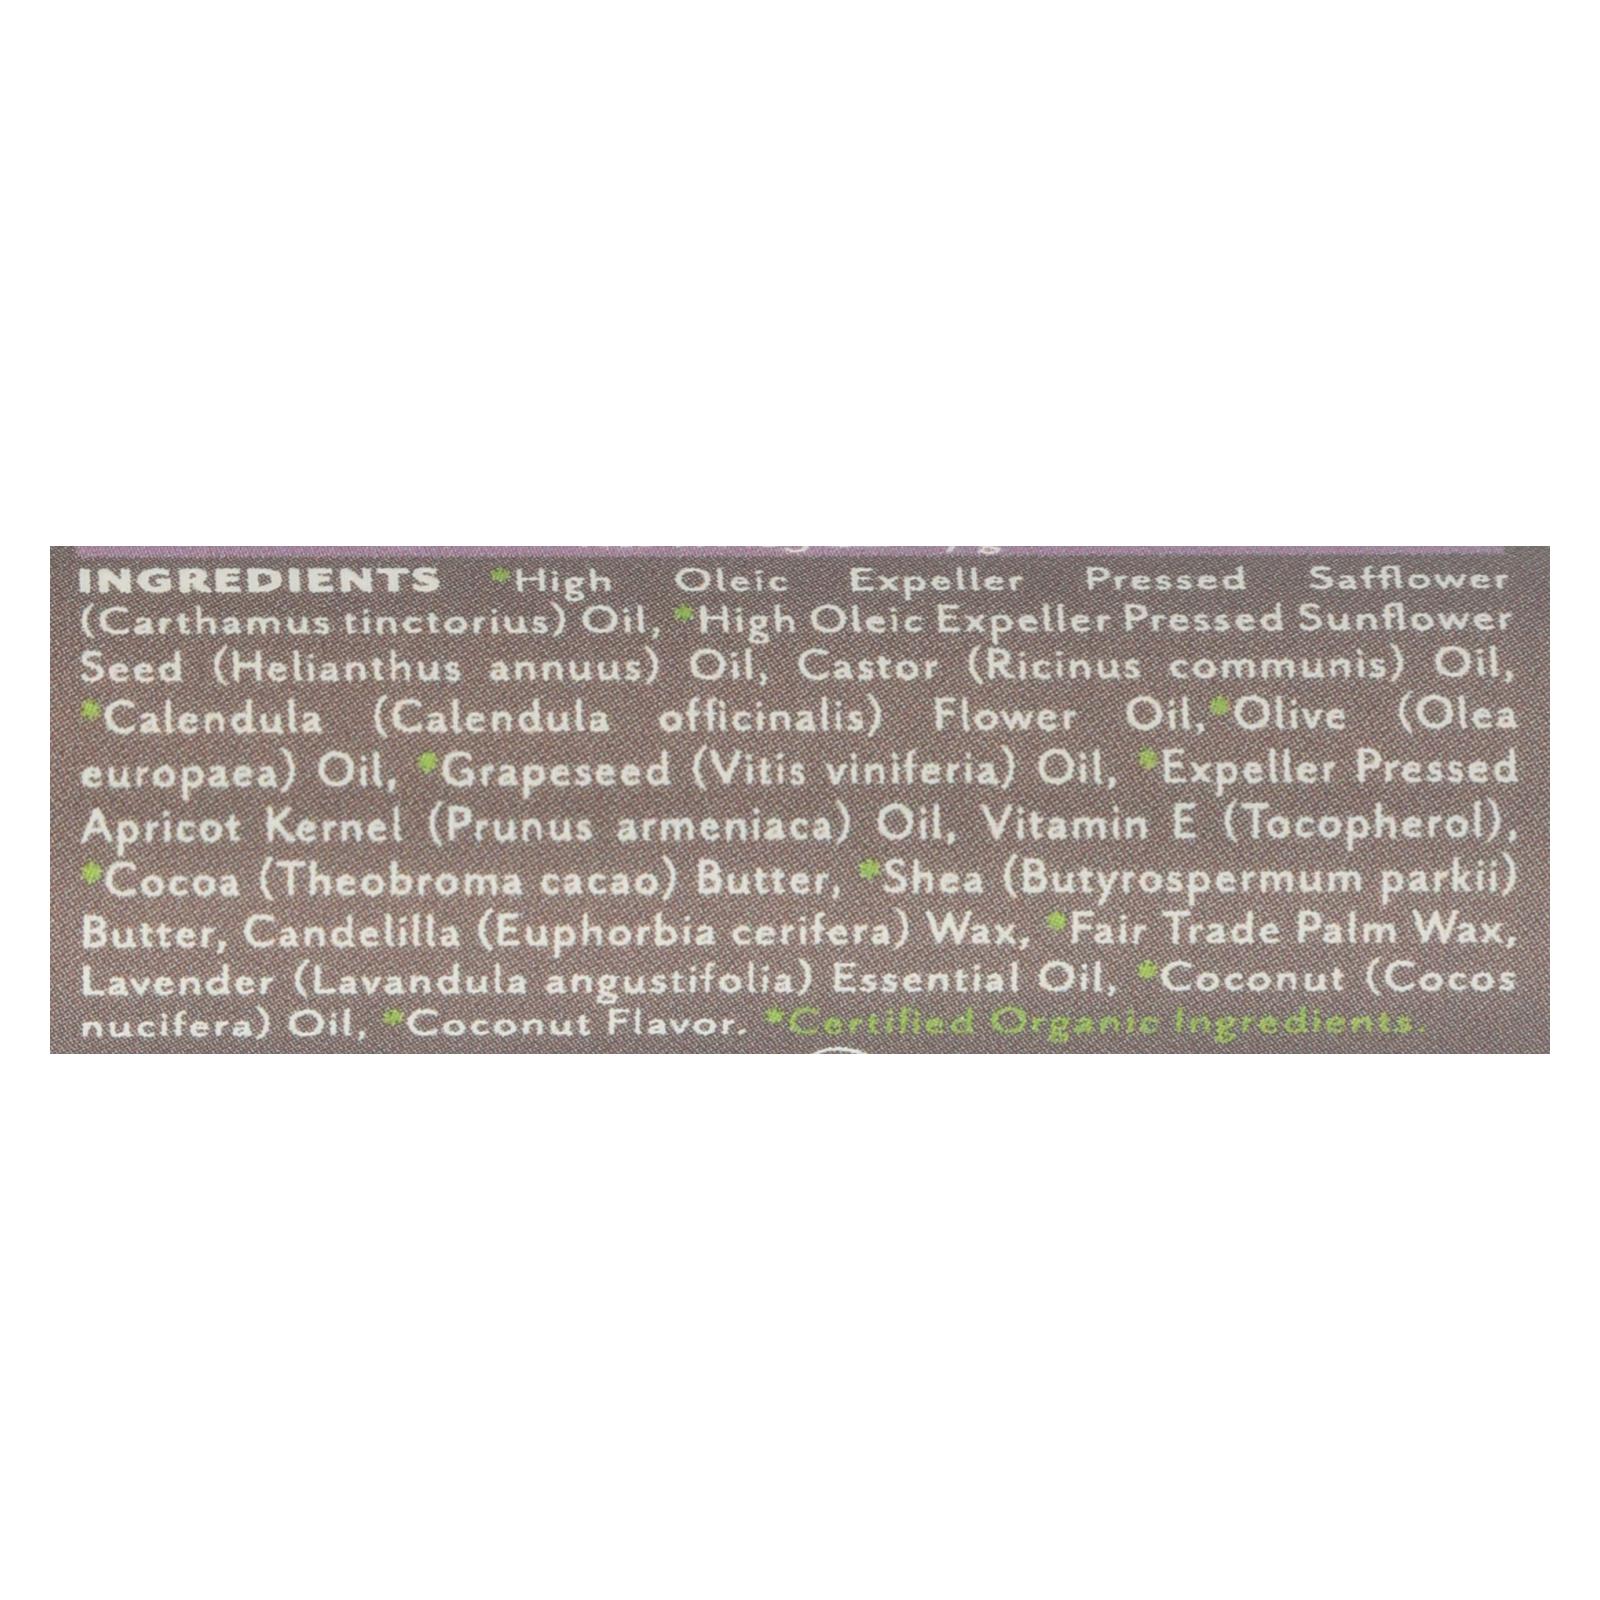 INGREDIENTS *High Oleic Expeller Pressed Safflower
(Carthamus tinctorius) Oil, *High Oleic Expeller Pressed Sunflower
Seed (Helianthus annuus) Oil, Castor (Ricinus communis) Oil,
*Calendula (Calendula officinalis) Flower Oil,*Olive (Olea
europaea) Oil, *Grapeseed (Vitis viniferia) Oil, *Expeller Pressed
Apricot Kernel (Prunus armeniaca) Oil, Vitamin E (Tocopherol),
*Cocoa (Theobroma cacao) Butter, *Shea (Butyrospermum parkii)
Butter, Candelilla (Euphorbia cerifera) Wax, *Fair Trade Palm Wax,
Lavender (Lavandula angustifolia) Essential Oil, *Coconut (Cocos
nucifera) Oil, *Coconut Flavor. *Certified Organic Ingredients.